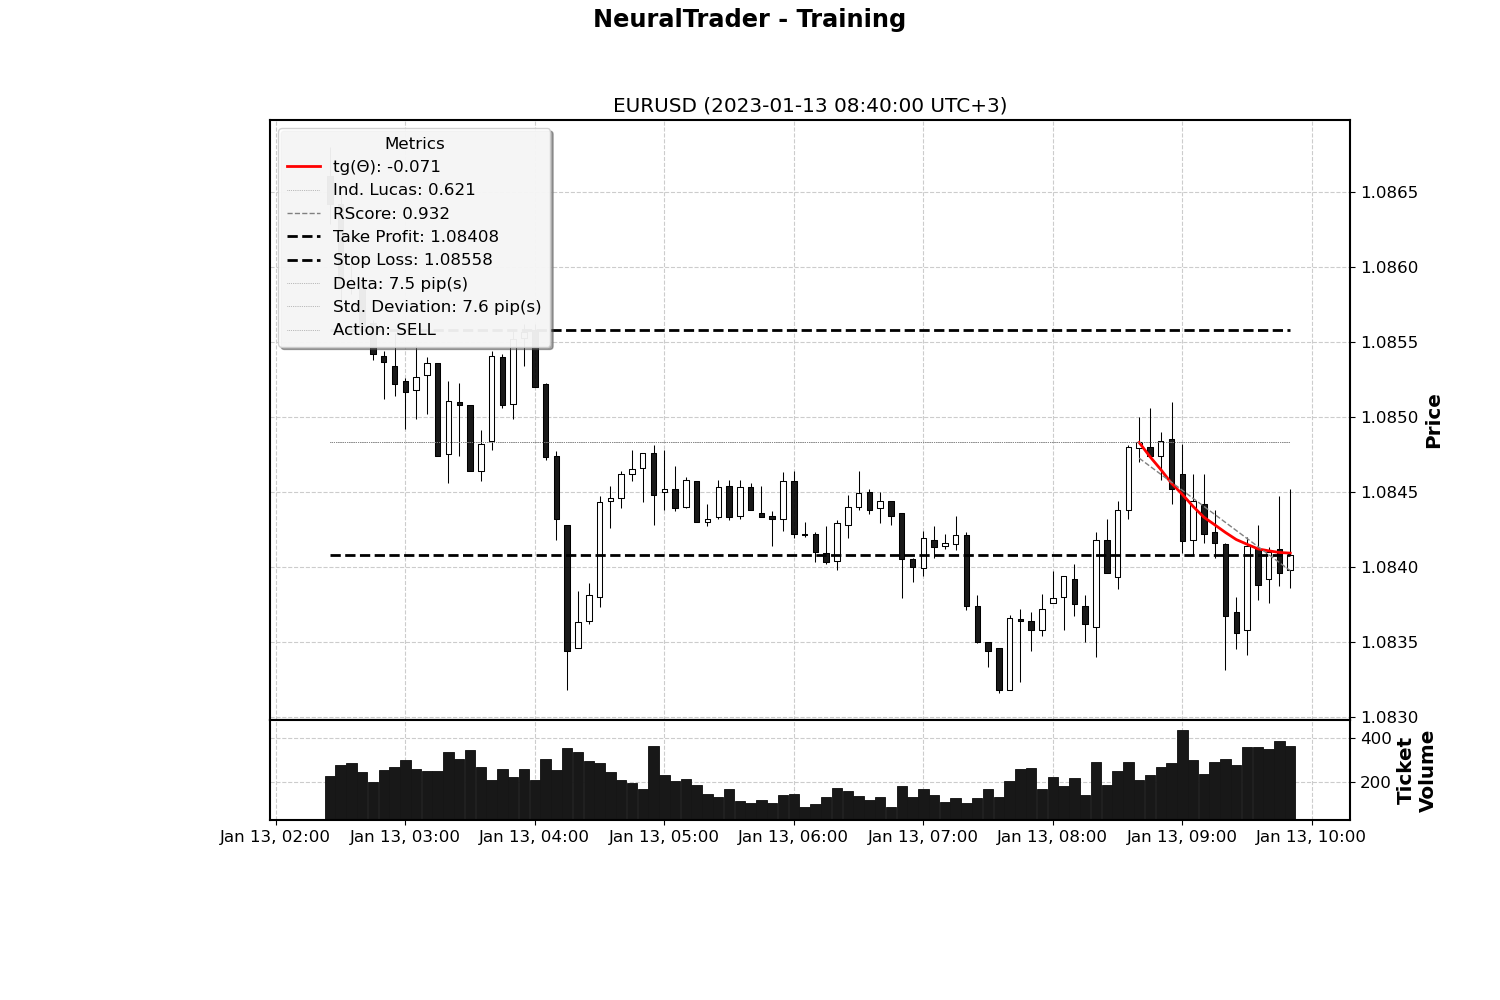 NeuralTrader - Training
EURUSD (2023-01-13 08:40:00 UTC+3)
Metrics
tg(Θ): -0.071
Ind. Lucas: 0.621
RScore: 0.932
Take Profit: 1.08408
Stop Loss: 1.08558
Delta: 7.5 pip(s)
Std. Deviation: 7.6 pip(s)
Action: SELL
1.0865
1.0860
1.0855
1.0850
1.0845
1.0840
1.0835
1.0830
Price
400
200
Ticket
Volume
Jan 13, 02:00 Jan 13, 03:00 Jan 13, 04:00 Jan 13, 05:00 Jan 13, 06:00 Jan 13, 07:00 Jan 13, 08:00 Jan 13, 09:00 Jan 13, 10:00